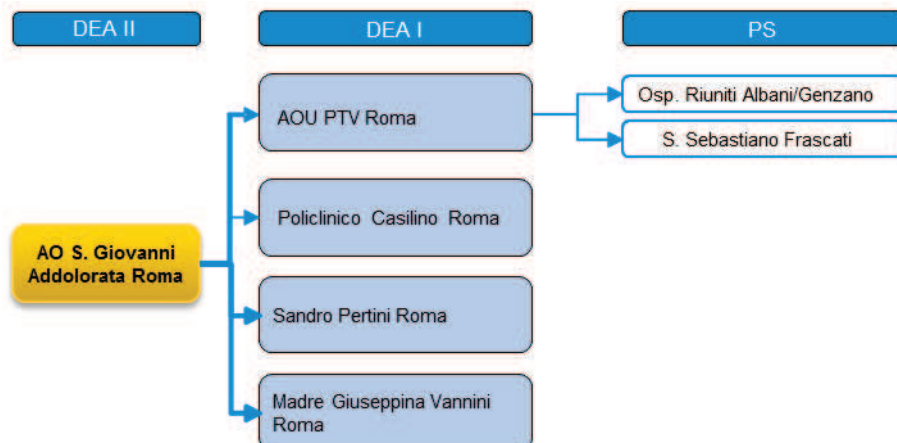 DEA II
DEA I
PS
AOU PTV Roma
Osp. Riuniti Albani/Genzano
S. Sebastiano Frascati
Policlinico Casilino Roma
AO S. Giovanni
Addolorata Roma
Sandro Pertini Roma
Madre Giuseppina Vannini
Roma